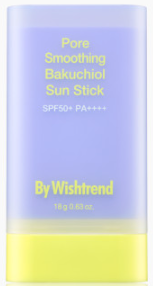 Pore
Smoothing
Bakuchiol
Sun Stick
SPF50+ PA++++
By Wishtrend
18 g 0.63 oz.